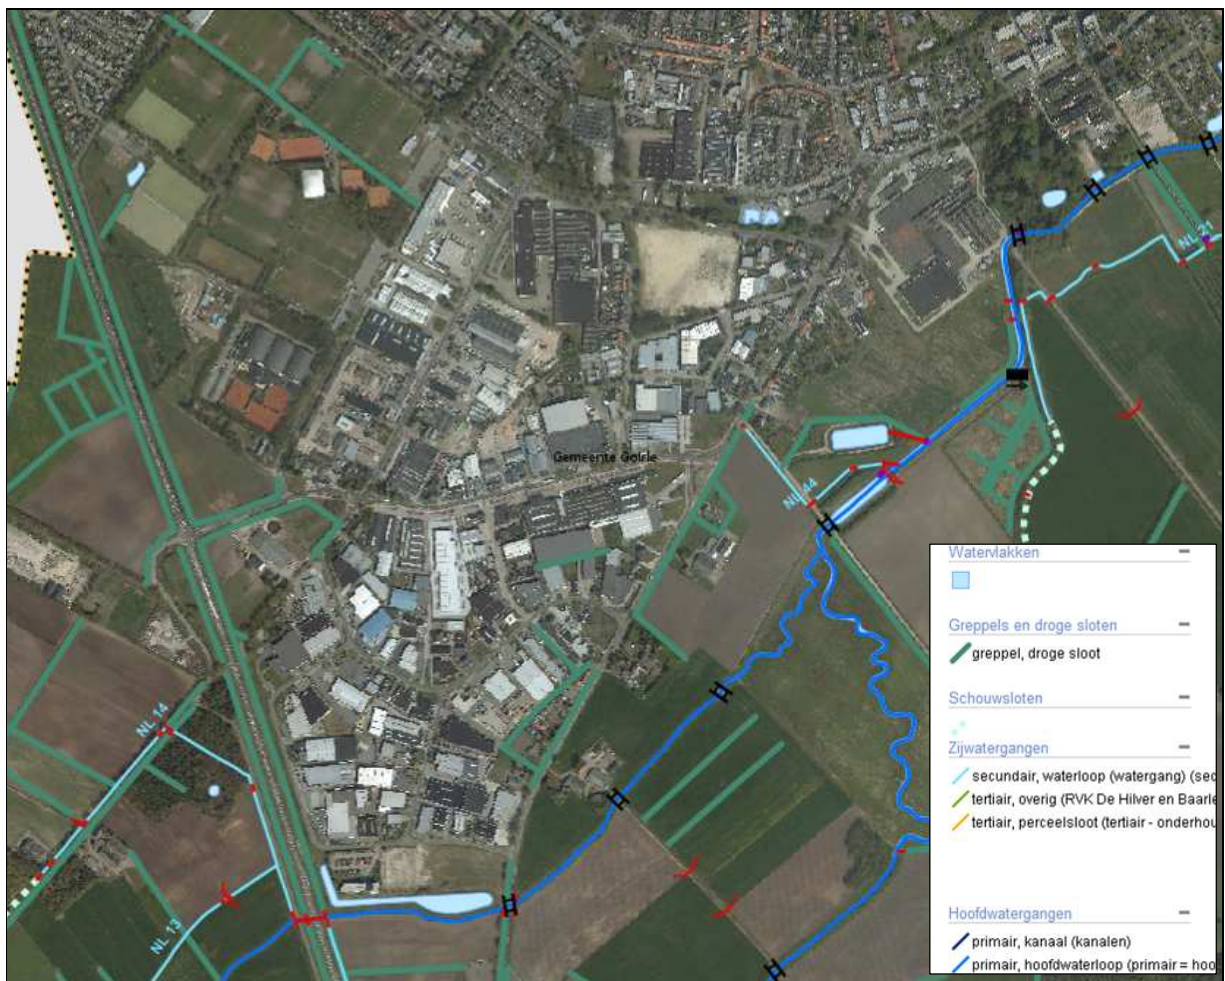 NL 21
Gemeente Goirle
NL 44
NL 14
NL 13
Watervlakken
Greppels en droge sloten
greppel, droge sloot
Schouwsloten
Zijwatergangen
secundair, waterloop (watergang) (sec
tertiair, overig (RVK De Hilver en Baarle
tertiair, perceelsloot (tertiair - onderhou
Hoofdwatergangen
primair, kanaal (kanalen)
primair, hoofdwaterloop (primair = hoo